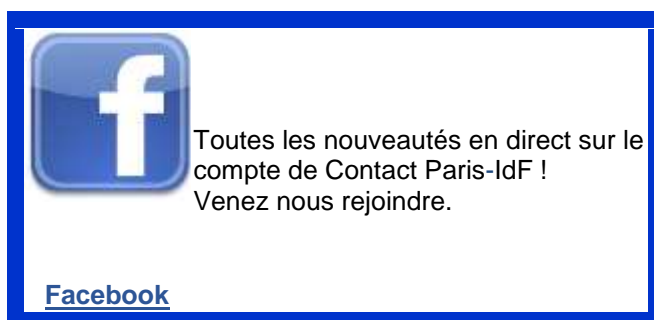 Toutes les nouveautés en direct sur le
compte de Contact Paris-IdF !
Venez nous rejoindre.
Facebook